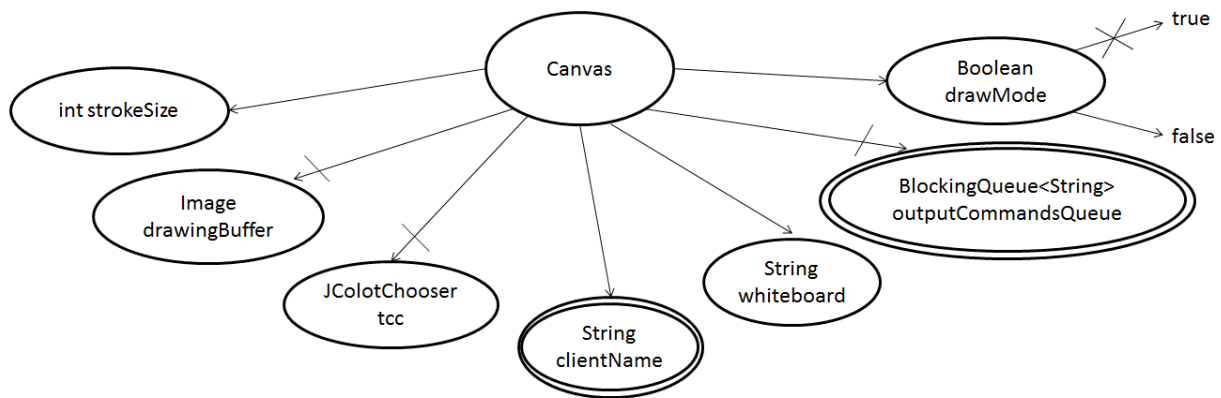 Canvas
true
Boolean
drawMode
int strokeSize
false
Image
drawingBuffer
BlockingQueue<String>
outputCommandsQueue
JColotChooser
tcc
String
whiteboard
String
clientName